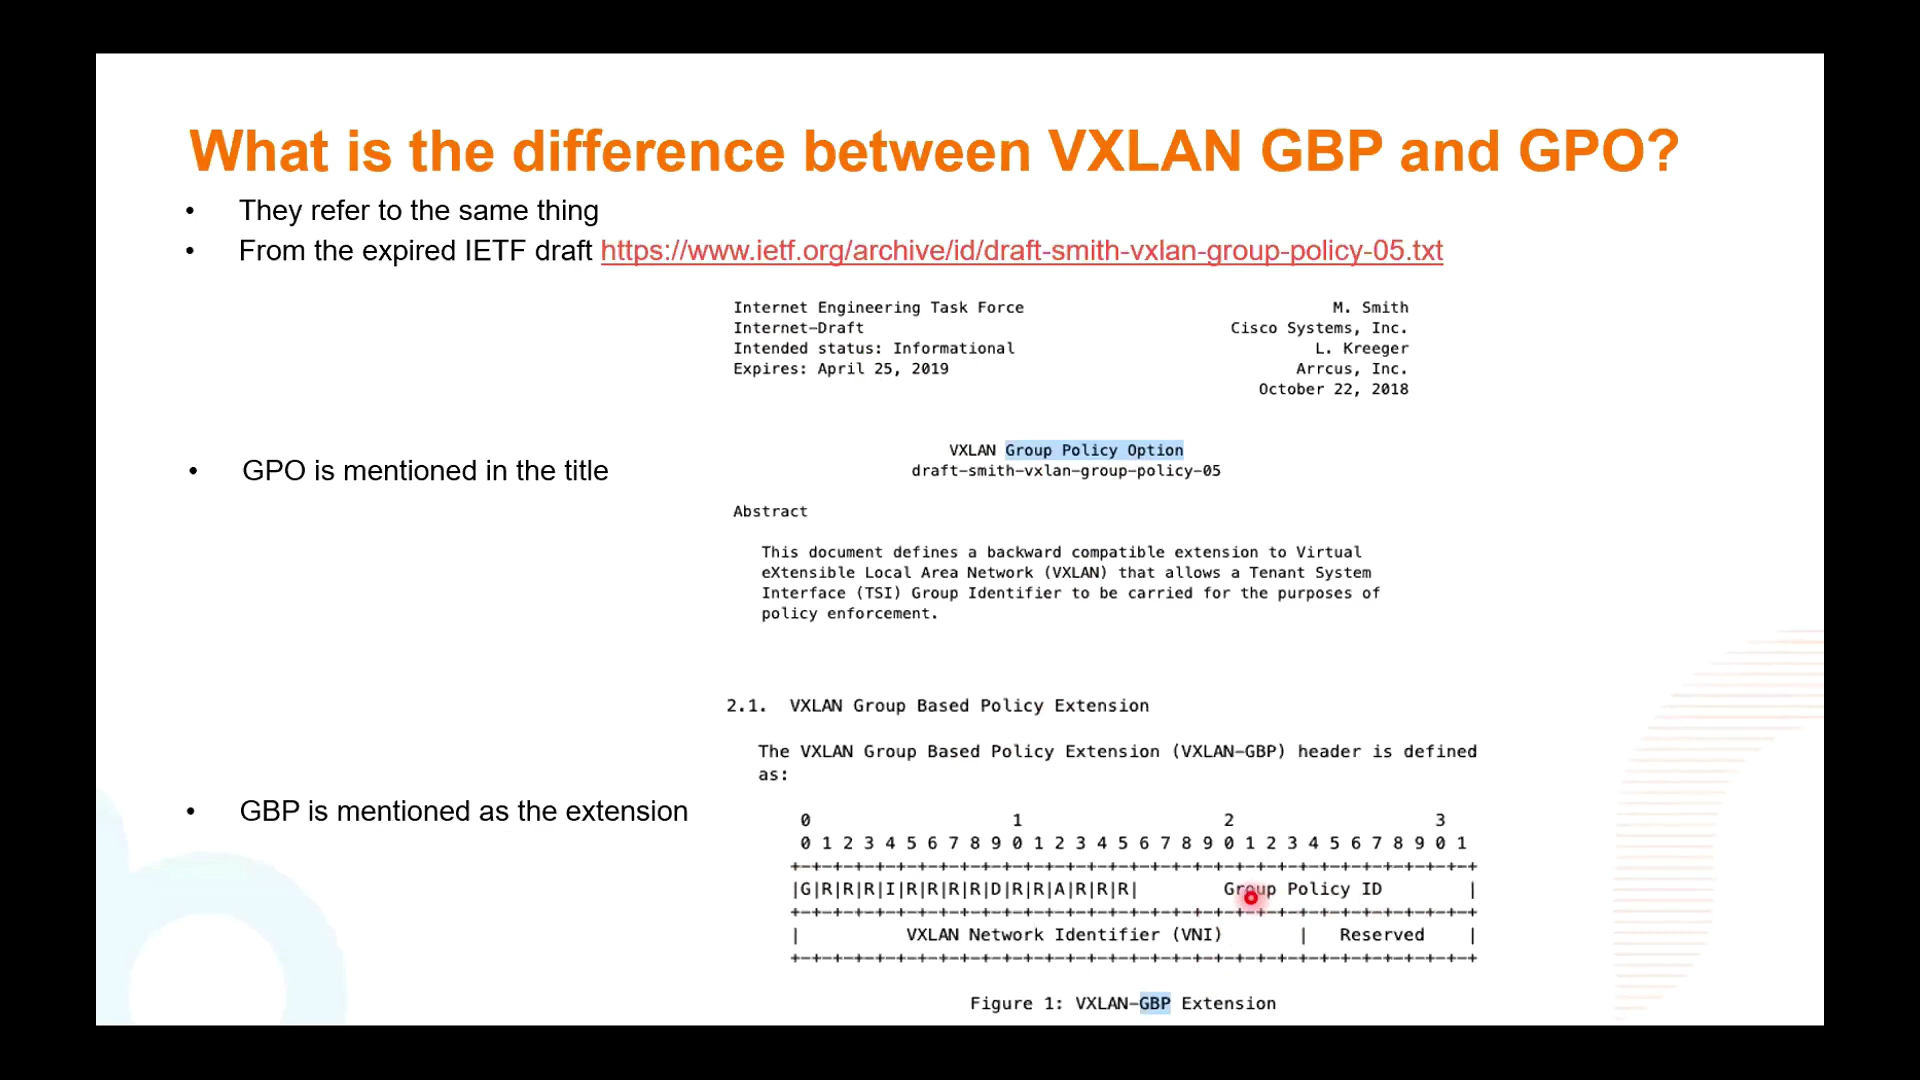 What is the difference between VXLAN GBP and GPO?
• They refer to the same thing
• From the expired IETF draft https://www.ietf.org/archive/id/draft-smith-vxlan-group-policy-05.txt
Internet Engineering Task Force M. Smith
Internet-Draft Cisco Systems, Inc.
Intended status: Informational L. Kreeger
Expires: April 25, 2019 Arrcus, Inc.
October 22, 2018
VXLAN Group Policy Option
draft-smith-vxlan-group-policy-05
• GPO is mentioned in the title
Abstract
This document defines a backward compatible extension to Virtual
eXtensible Local Area Network (VXLAN) that allows a Tenant System
Interface (TSI) Group Identifier to be carried for the purposes of
policy enforcement.
2.1. VXLAN Group Based Policy Extension
The VXLAN Group Based Policy Extension (VXLAN-GBP) header is defined
as:
• GBP is mentioned as the extension
0 1 2 3
0 1 2 3 4 5 6 7 8 9 0 1 2 3 4 5 6 7 8 9 0 1 2 3 4 5 6 7 8 9 0 1
+-+-+-+-+-+-+-+-+-+-+-+-+-+-+-+-+-+-+-+-+-+-+-+-+-+-+-+-+-+-+-+-+
|G|R|R|R|I|R|R|R|R|D|R|R|A|R|R|R| Group Policy ID |
+-+-+-+-+-+-+-+-+-+-+-+-+-+-+-+-+-+-+-+-+-+-+-+-+-+-+-+-+-+-+-+-+
| VXLAN Network Identifier (VNI) | Reserved |
+-+-+-+-+-+-+-+-+-+-+-+-+-+-+-+-+-+-+-+-+-+-+-+-+-+-+-+-+-+-+-+-+
Figure 1: VXLAN-GBP Extension